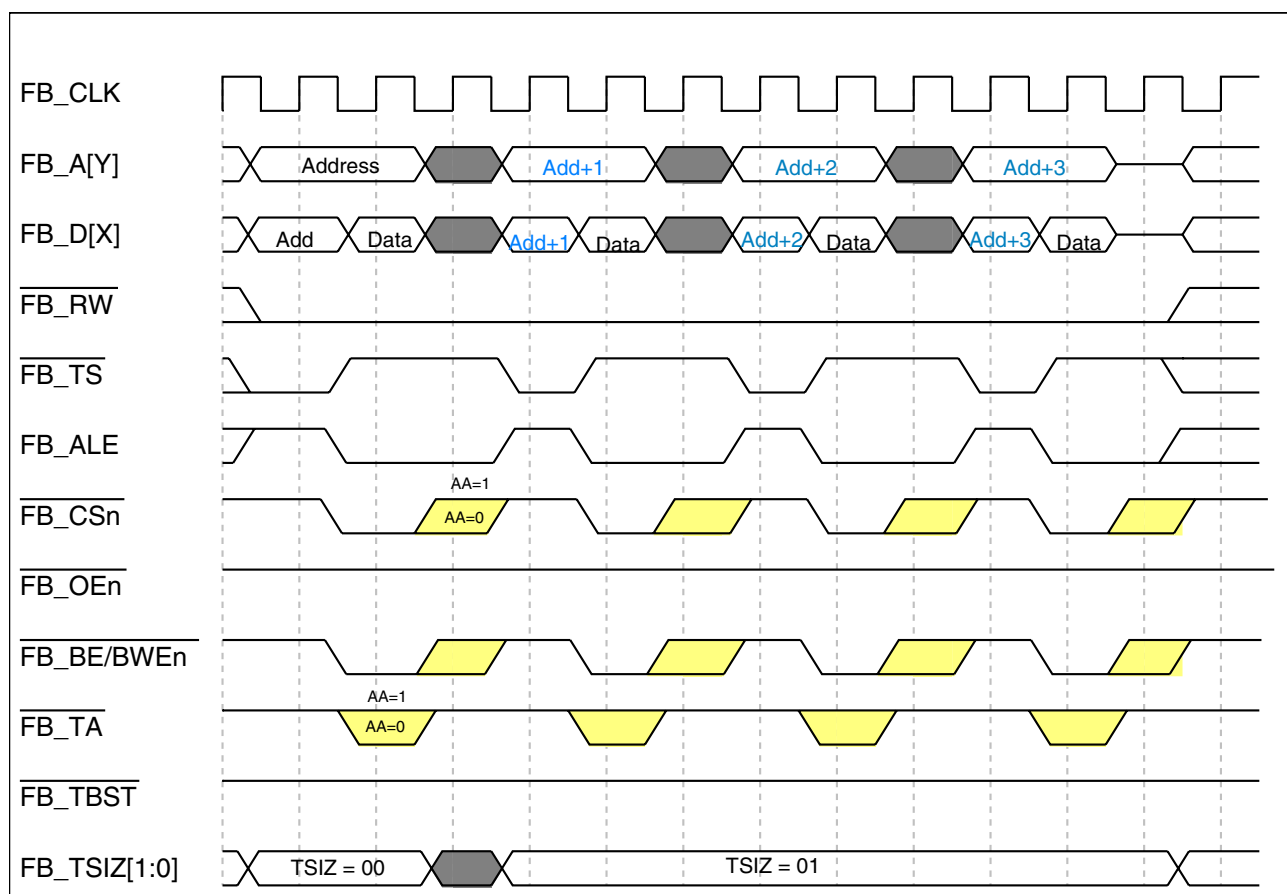 FB_CLK
FB_A[Y] Address Add+1 Add+2 Add+3
FB_D[X] Add Data Add+1 Data Add+2 Data Add+3 Data
FB_RW
FB_TS
FB_ALE
AA=1
FB_CSn AA=0
FB_OEn
FB_BE/BWEn
AA=1
FB_TA AA=0
FB_TBST
FB_TSIZ[1:0] TSIZ = 00 TSIZ = 01